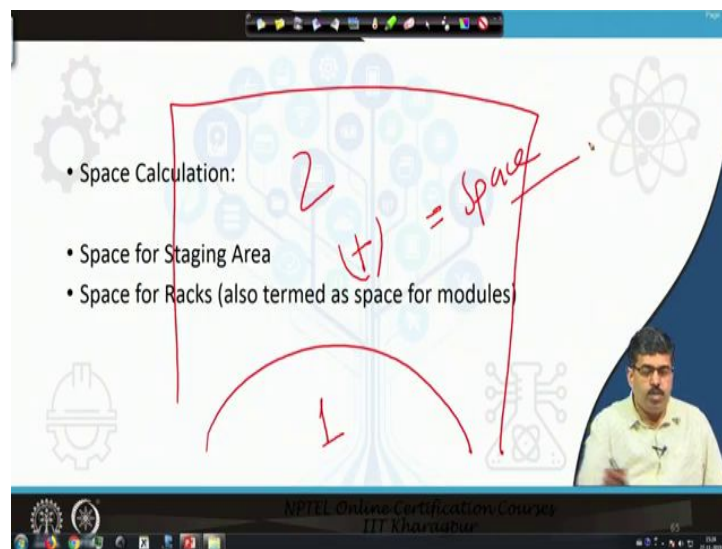 Page
• Space Calculation:
2
(+) = Space
• Space for Staging Area
• Space for Racks (also termed as space for modules)
1
NPTEL Online Certification Courses
IIT Kharagpur
65